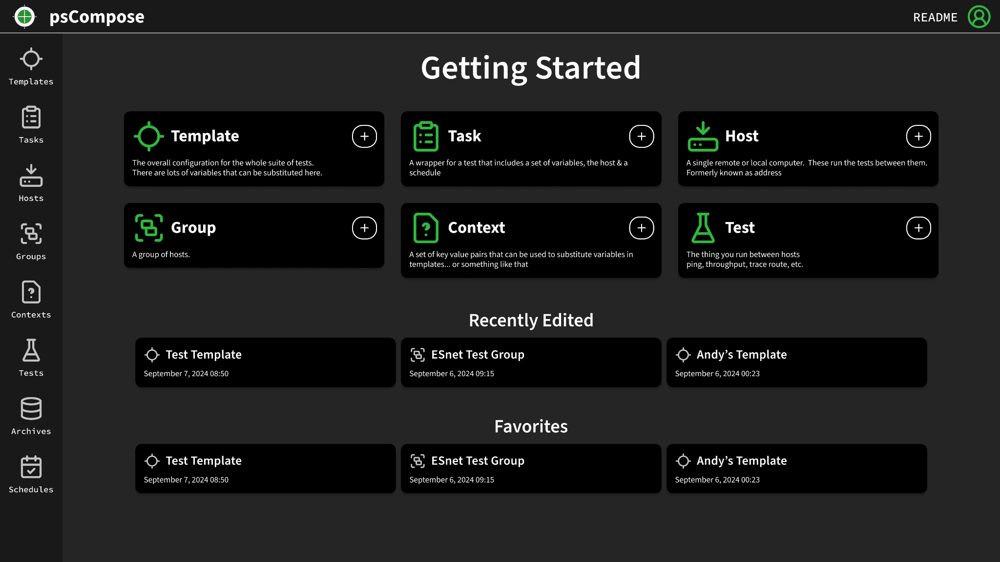 psCompose
README
Templates
Tasks
Hosts
Groups
Contexts
Tests
Archives
Schedules
Getting Started
Template
The overall configuration for the whole suite of tests.
There are lots of variables that can be substituted here.
Task
A wrapper for a test that includes a set of variables, the host & a
schedule
Host
A single remote or local computer.  These run the tests between them.
Formerly known as address
Group
A group of hosts.
Context
A set of key value pairs that can be used to substitute variables in
templates... or something like that
Test
The thing you run between hosts
ping, throughput, trace route, etc.
Recently Edited
Test Template
September 7, 2024 08:50
ESnet Test Group
September 6, 2024 09:15
Andy’s Template
September 6, 2024 00:23
Favorites
Test Template
September 7, 2024 08:50
ESnet Test Group
September 6, 2024 09:15
Andy’s Template
September 6, 2024 00:23